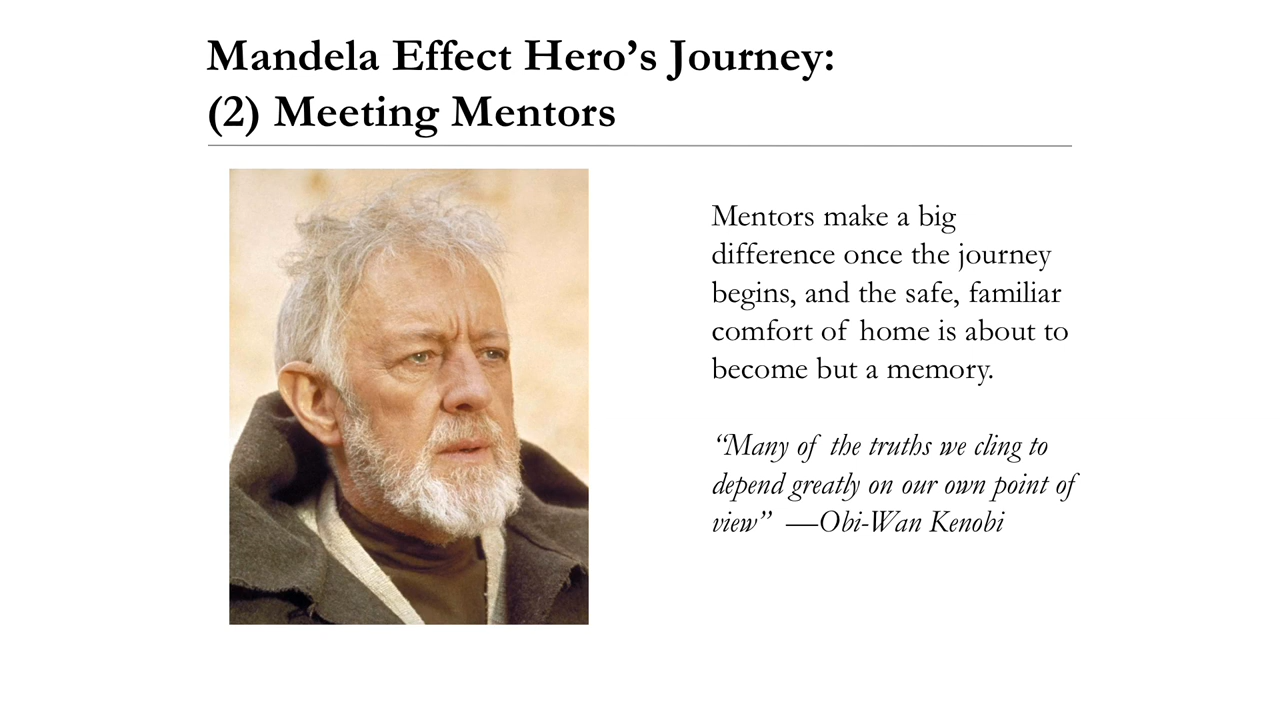 Mandela Effect Hero’s Journey:
(2) Meeting Mentors
Mentors make a big
difference once the journey
begins, and the safe, familiar
comfort of home is about to
become but a memory.
“Many of the truths we cling to
depend greatly on our own point of
view” —Obi-Wan Kenobi